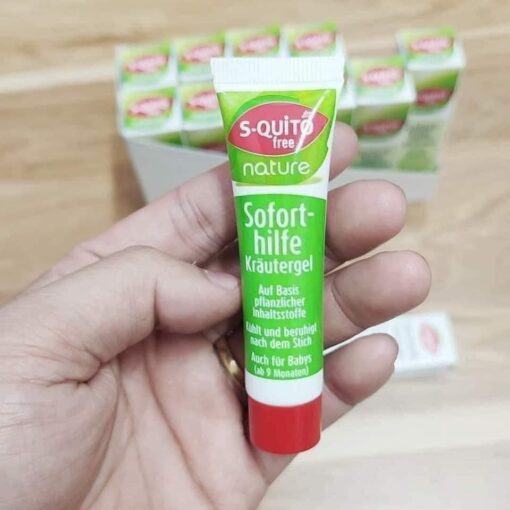 S-QUITO
free
nature
Sofort-
hilfe
Kräutergel
Auf Basis
pflanzlicher
Inhaltsstoffe
Kühlt und beruhigt
nach dem Stich
Auch für Babys
(ab 9 Monaten)